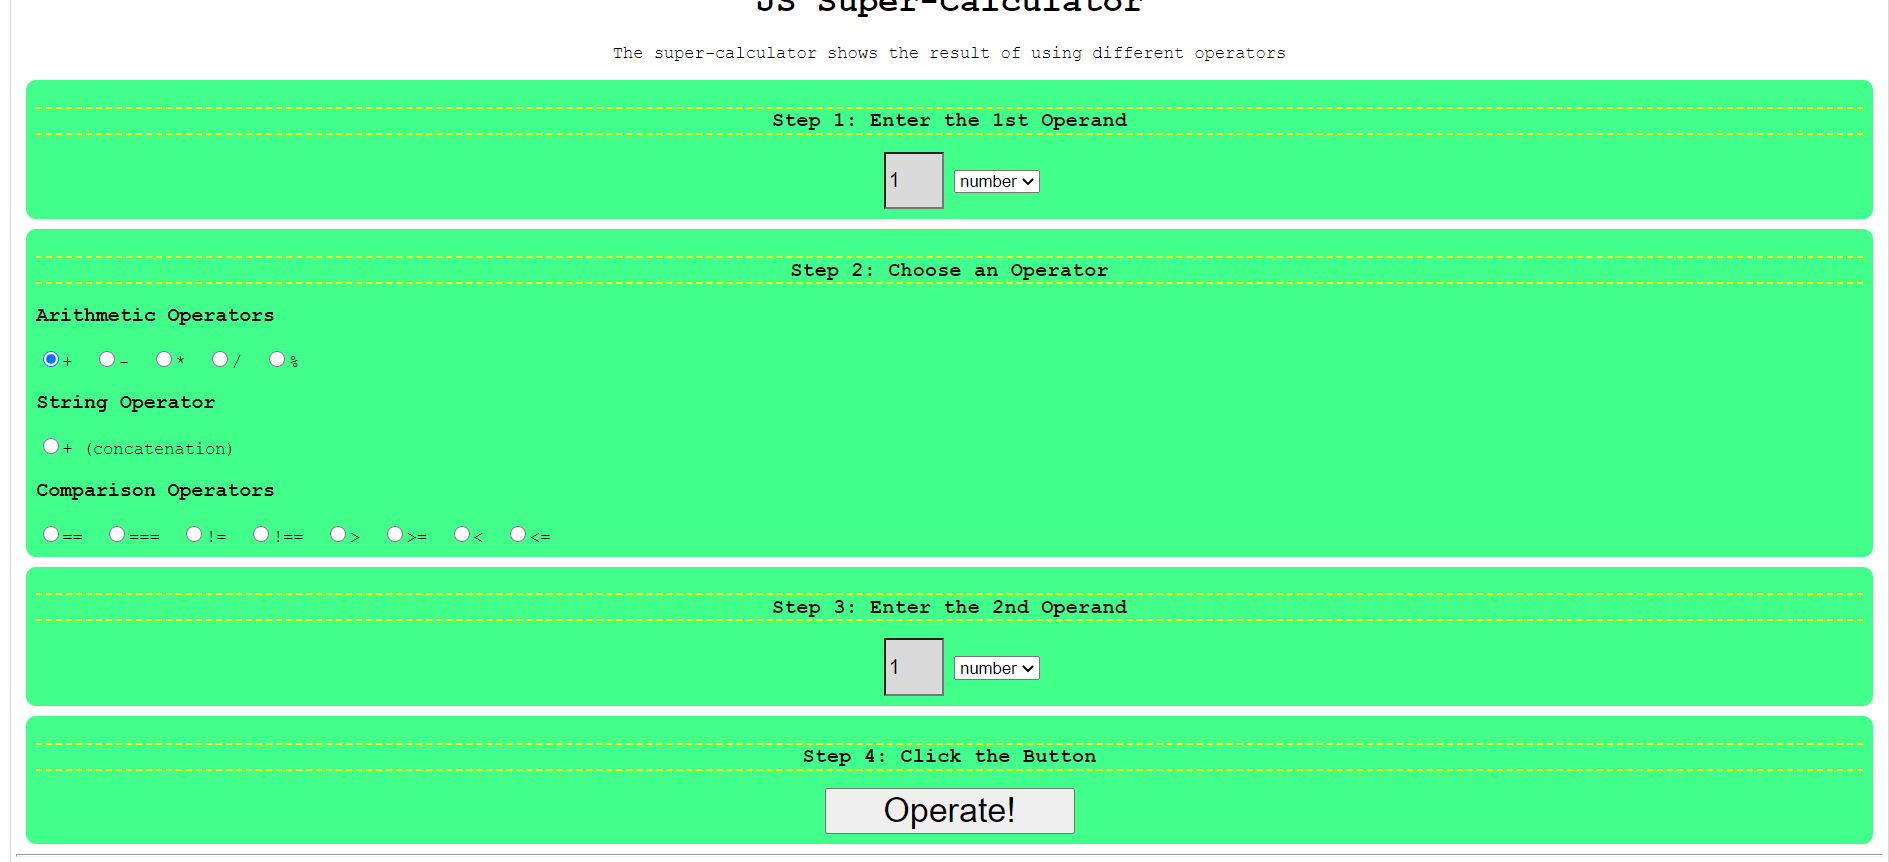 JS Super-Calculator
The super-calculator shows the result of using different operators
Step 1: Enter the 1st Operand
1 number
Step 2: Choose an Operator
Arithmetic Operators
+ - * / %
String Operator
+ (concatenation)
Comparison Operators
== === != !== > >= < <=
Step 3: Enter the 2nd Operand
1 number
Step 4: Click the Button
Operate!